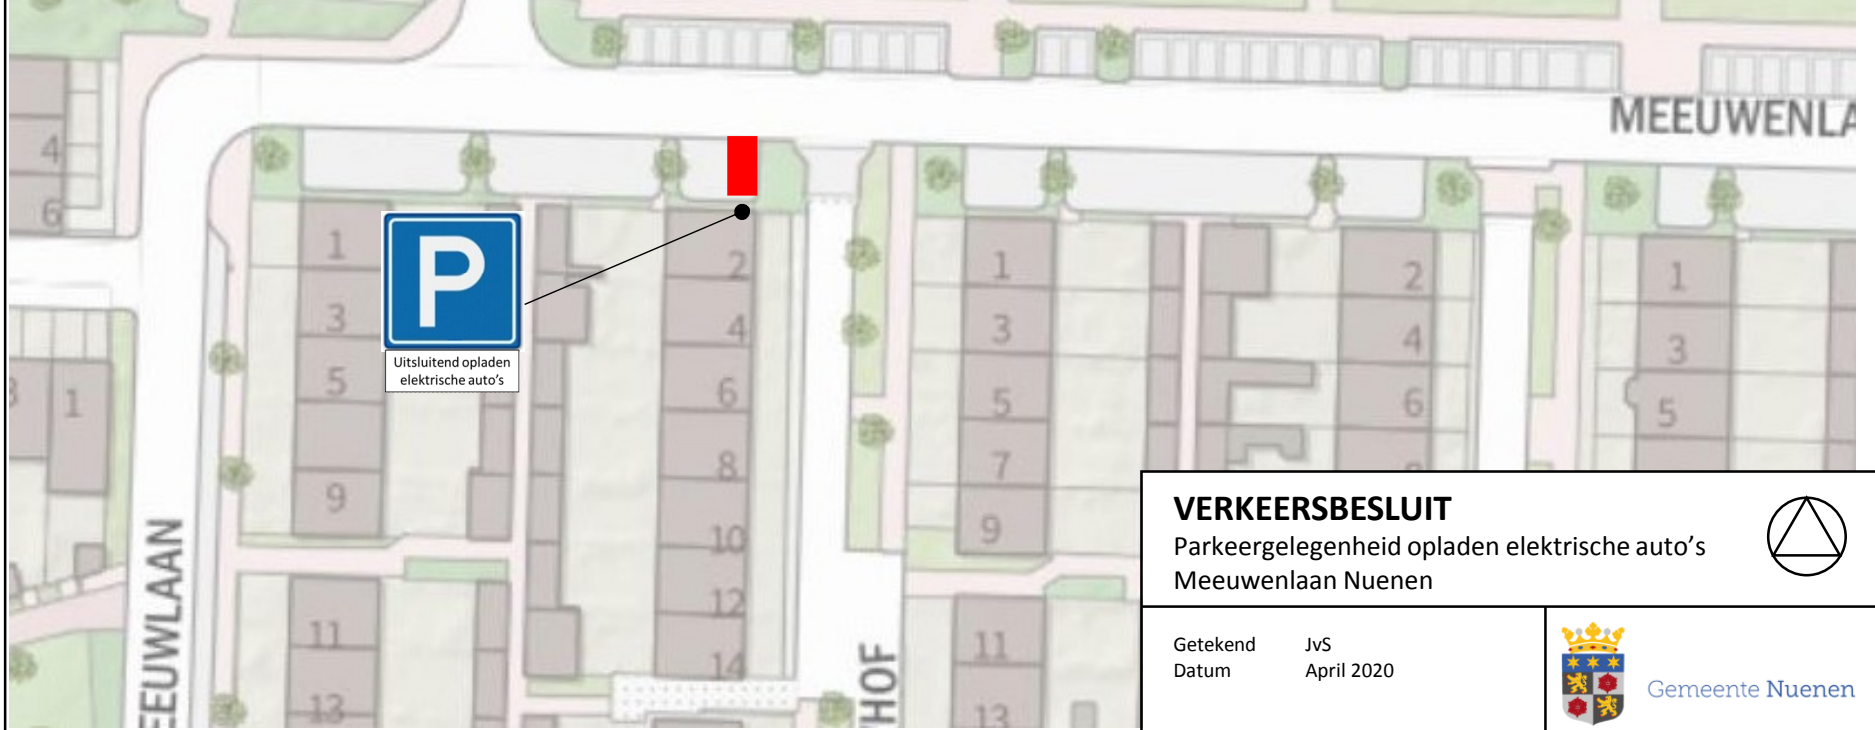 MEEUWENLA
4
6
1
3
5
9
11
13
P
Uitsluitend opladen
elektrische auto's
2
4
6
8
10
12
14
1
3
5
7
9
11
13
2
4
6
1
3
5
1
EEUWLAAN
HOF
VERKEERSBESLUIT
Parkeergelegenheid opladen elektrische auto's
Meeuwenlaan Nuenen
Getekend JvS
Datum April 2020
Gemeente Nuenen